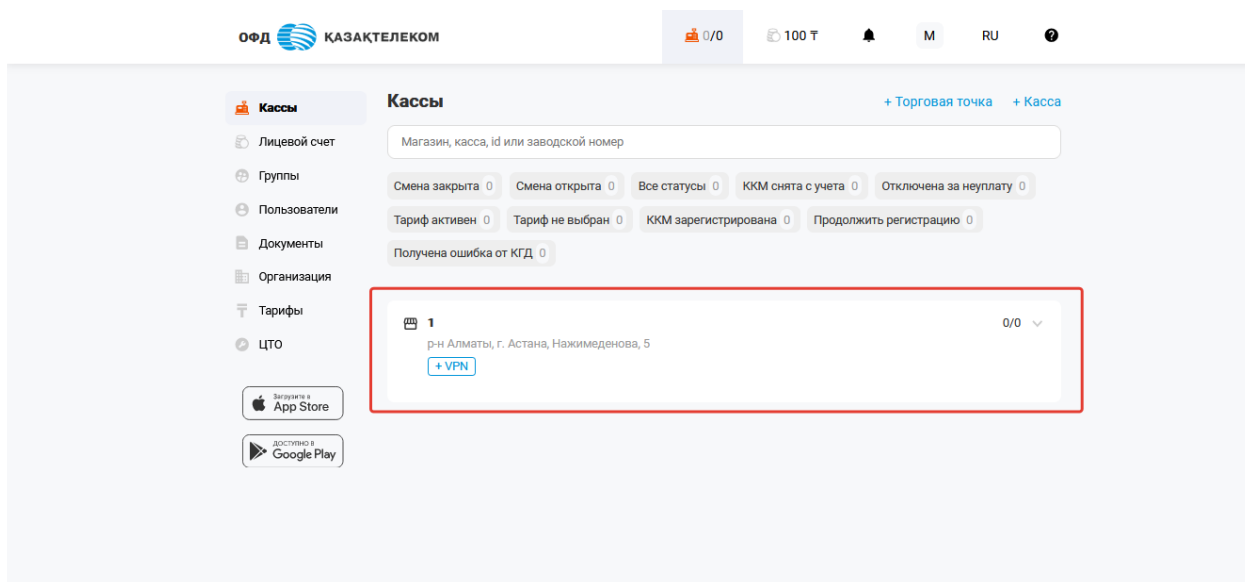 ОФД ҚАЗАҚТЕЛЕКОМ
0/0
100 ₸
M
RU
?
Кассы
Лицевой счет
Группы
Пользователи
Документы
Организация
Тарифы
ЦТО
Загрузите в
App Store
ДОСТУПНО В
Google Play
Кассы
+ Торговая точка + Касса
Магазин, касса, id или заводской номер
Смена закрыта 0 Смена открыта 0 Все статусы 0 ККМ снята с учета 0 Отключена за неуплату 0
Тариф активен 0 Тариф не выбран 0 ККМ зарегистрирована 0 Продолжить регистрацию 0
Получена ошибка от КГД 0
1
0/0
р-н Алматы, г. Астана, Нажимеденова, 5
+ VPN